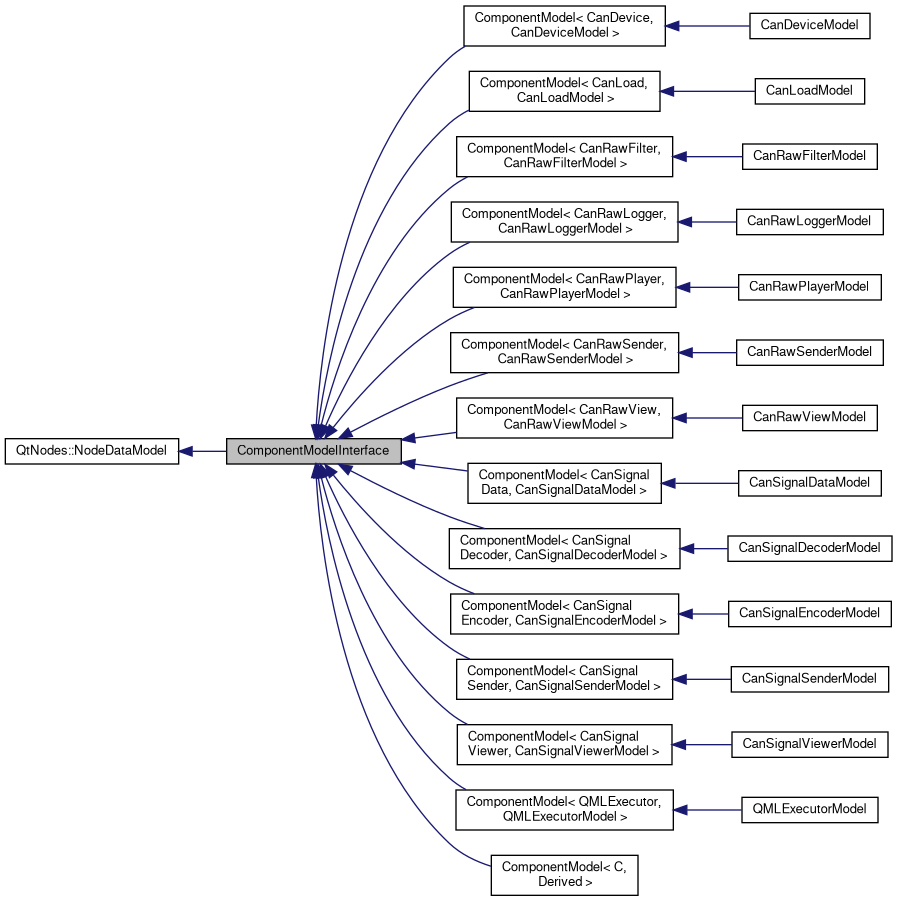 ComponentModel< CanDevice,
CanDeviceModel >
CanDeviceModel
ComponentModel< CanLoad,
CanLoadModel >
CanLoadModel
ComponentModel< CanRawFilter,
CanRawFilterModel >
CanRawFilterModel
ComponentModel< CanRawLogger,
CanRawLoggerModel >
CanRawLoggerModel
ComponentModel< CanRawPlayer,
CanRawPlayerModel >
CanRawPlayerModel
ComponentModel< CanRawSender,
CanRawSenderModel >
CanRawSenderModel
ComponentModel< CanRawView,
CanRawViewModel >
CanRawViewModel
QtNodes::NodeDataModel
ComponentModelInterface
ComponentModel< CanSignal
Data, CanSignalDataModel >
CanSignalDataModel
ComponentModel< CanSignal
Decoder, CanSignalDecoderModel >
CanSignalDecoderModel
ComponentModel< CanSignal
Encoder, CanSignalEncoderModel >
CanSignalEncoderModel
ComponentModel< CanSignal
Sender, CanSignalSenderModel >
CanSignalSenderModel
ComponentModel< CanSignal
Viewer, CanSignalViewerModel >
CanSignalViewerModel
ComponentModel< QMLExecutor,
QMLExecutorModel >
QMLExecutorModel
ComponentModel< C,
Derived >